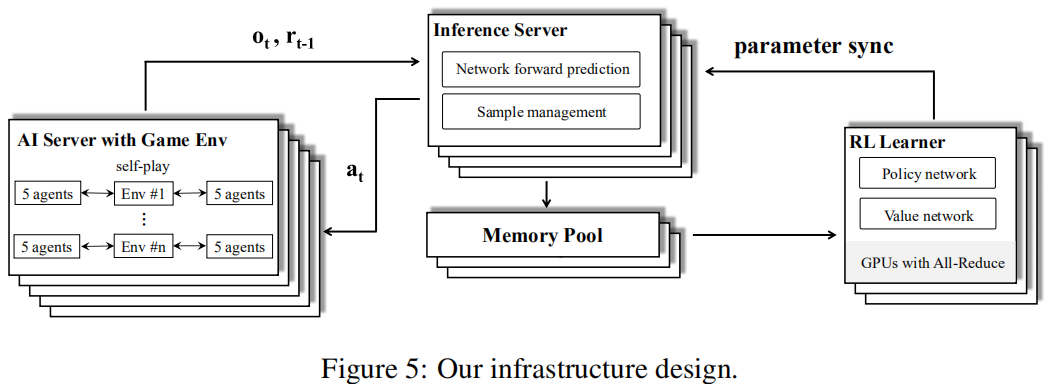 o_t , r_{t-1}
Inference Server
Network forward prediction
Sample management
parameter sync
AI Server with Game Env
self-play
5 agents
Env #1
5 agents
⋮
5 agents
Env #n
5 agents
a_t
Memory Pool
RL Learner
Policy network
Value network
GPUs with All-Reduce
Figure 5: Our infrastructure design.